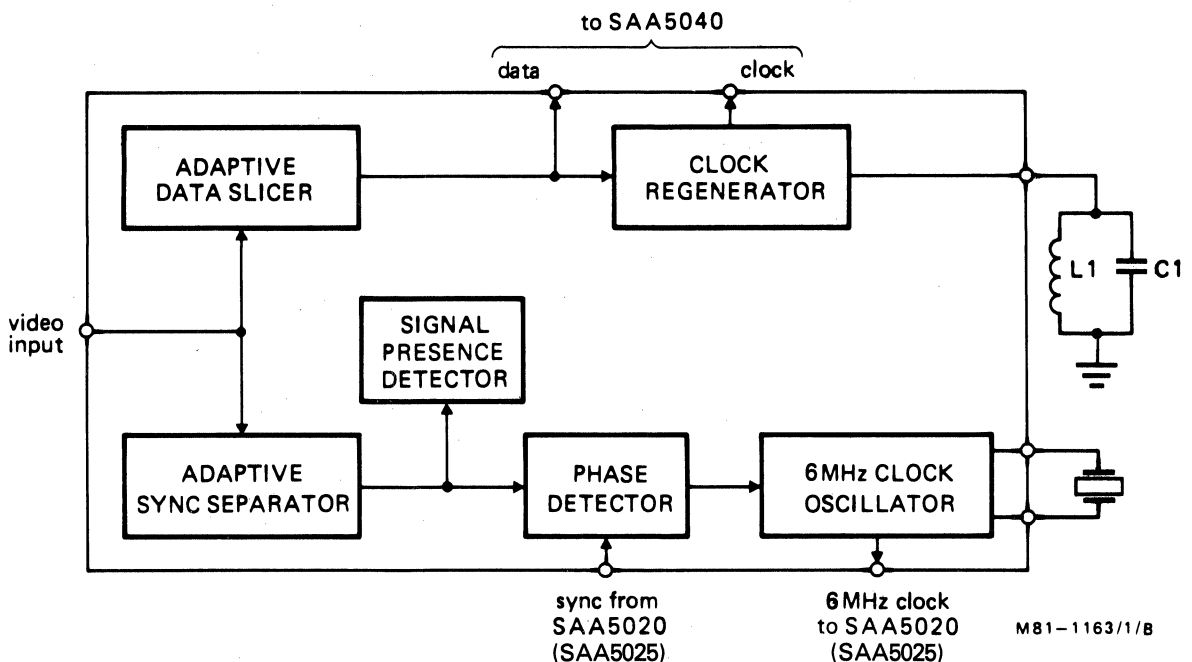 to SAA5040
data
clock
ADAPTIVE
DATA SLICER
CLOCK
REGENERATOR
L1
C1
video
input
SIGNAL
PRESENCE
DETECTOR
ADAPTIVE
SYNC SEPARATOR
PHASE
DETECTOR
6MHz CLOCK
OSCILLATOR
sync from
SAA5020
(SAA5025)
6MHz clock
to SAA5020
(SAA5025)
M81-1163/1/B